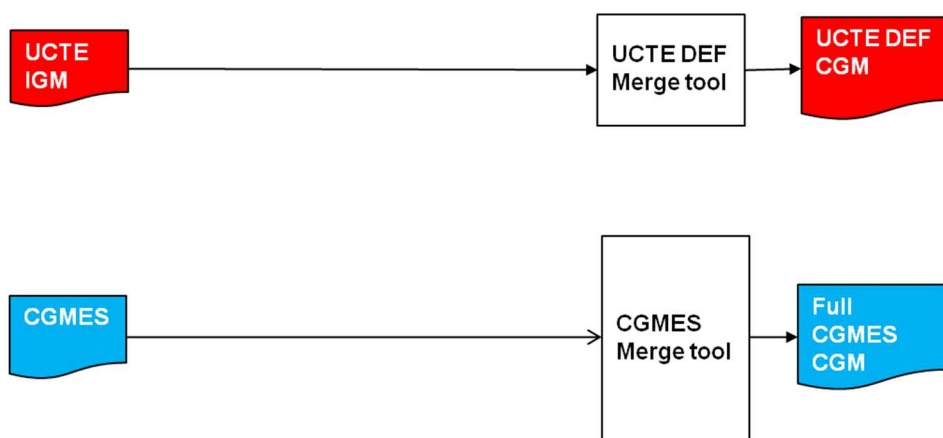 UCTE
IGM
UCTE DEF
Merge tool
UCTE DEF
CGM
CGMES
CGMES
Merge tool
Full
CGMES
CGM